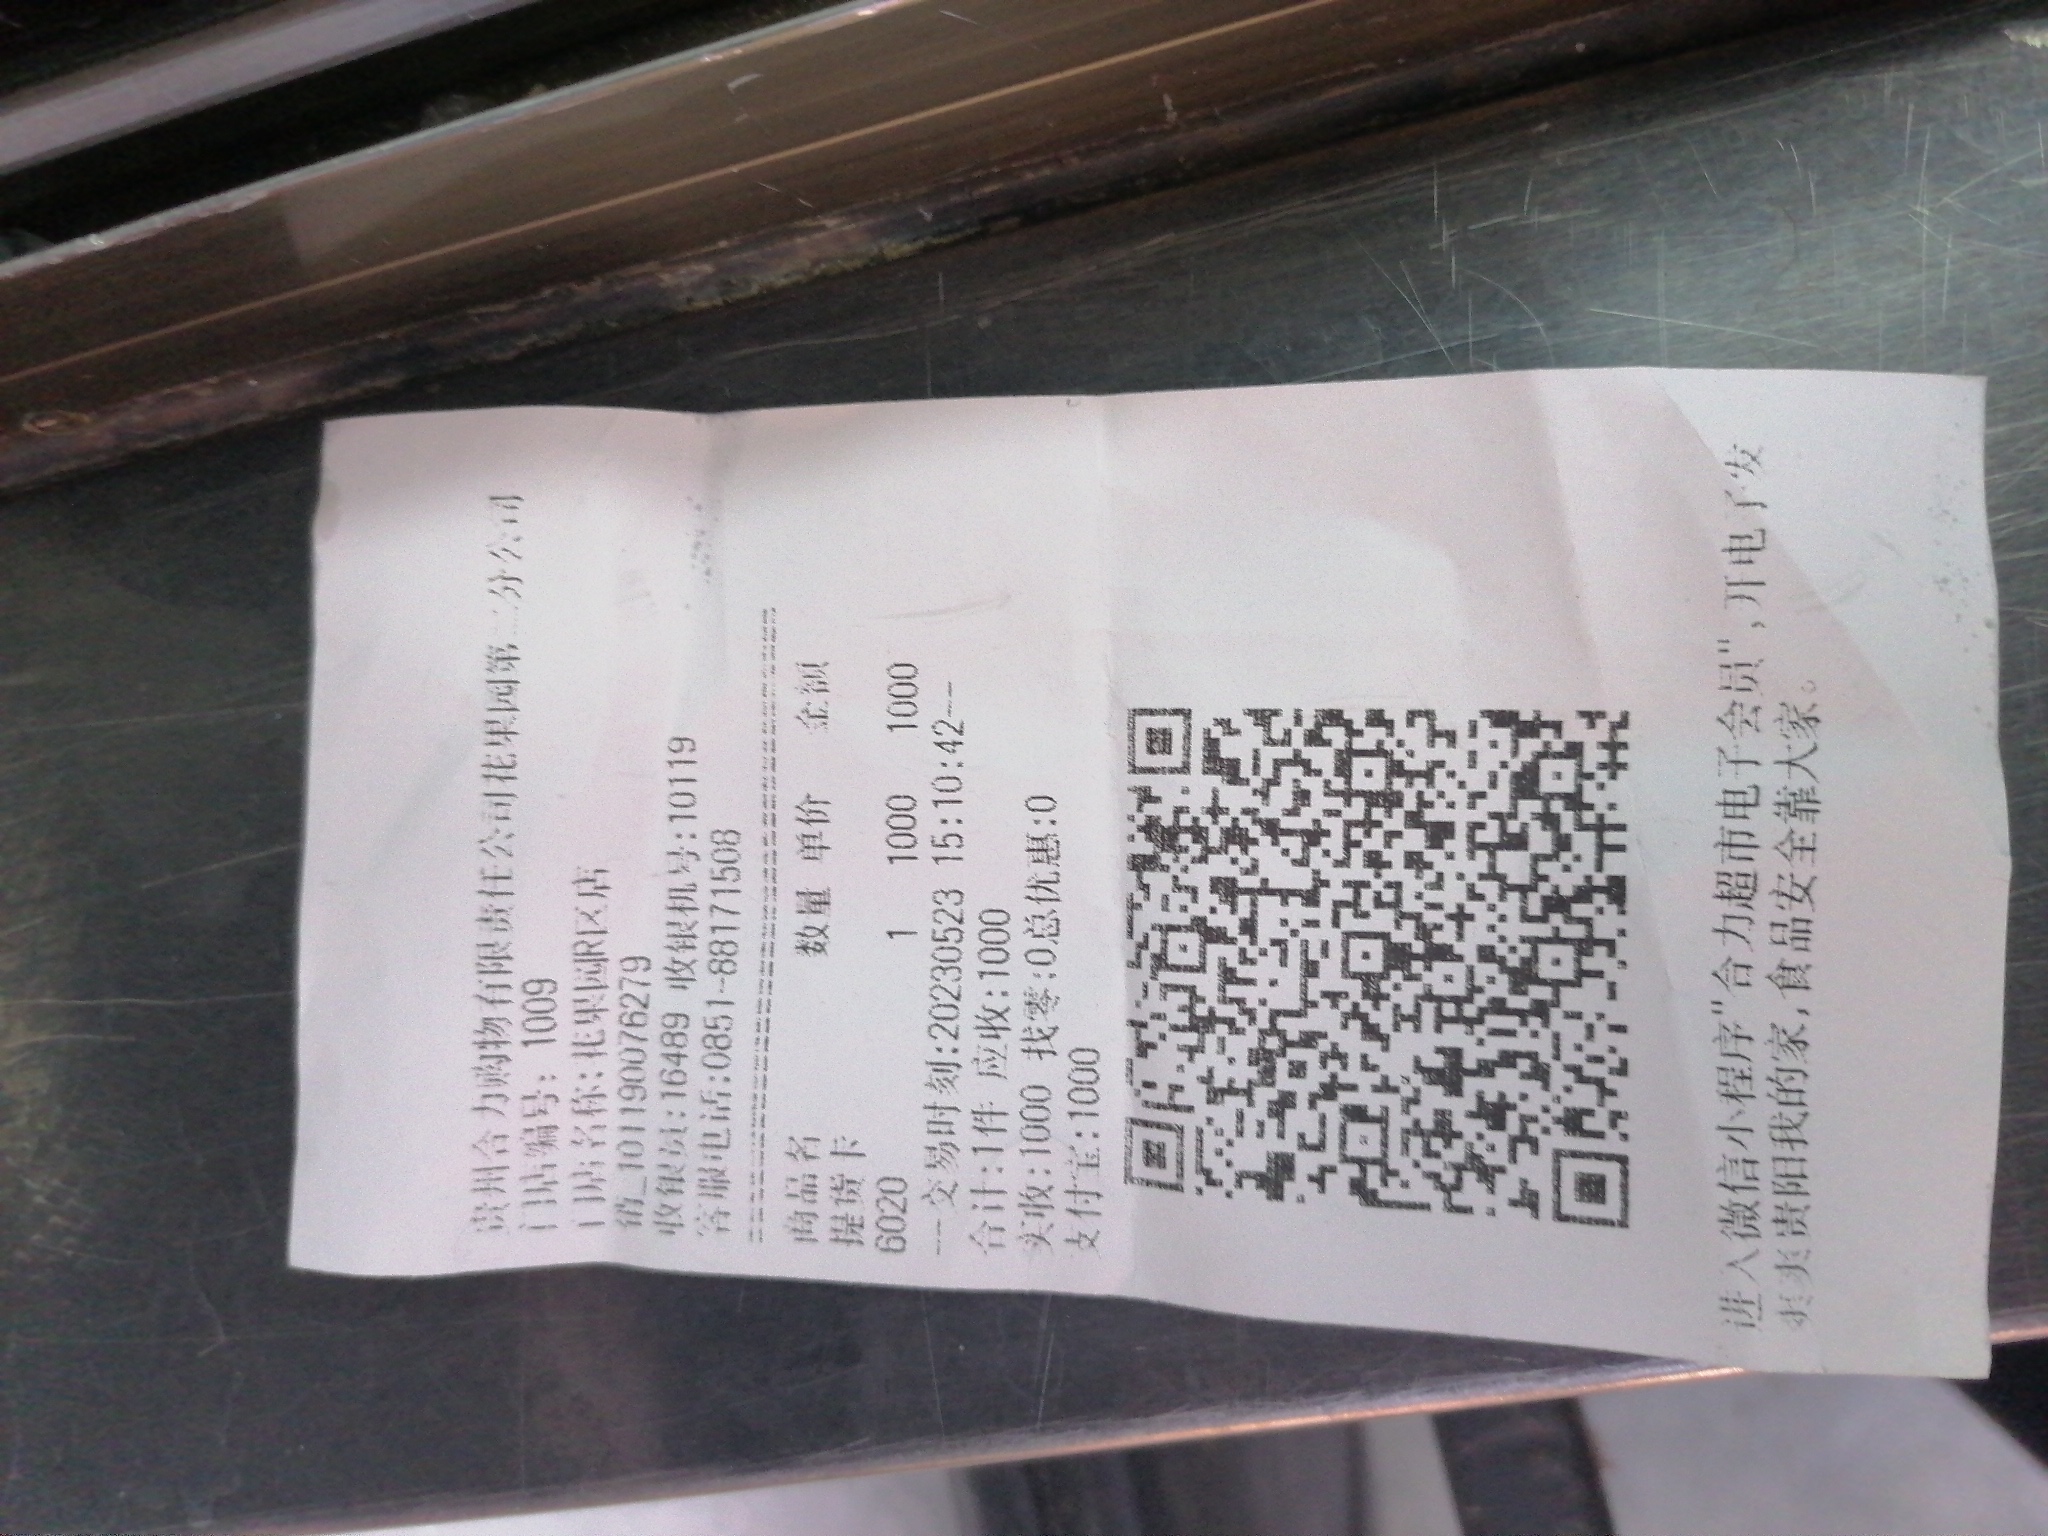 贵州合力购物有限责任公司花果园第二分公司
门店编号: 1009
门店名称:花果园R区店
销_101190076279
收银员:16489 收银机号:10119
客服电话:0851-88171508
商品名 数量 单价 金额
提货卡
6020 1 1000 1000
--交易时刻:20230523 15:10:42--
合计:1件 应收:1000
实收:1000 找零:0总优惠:0
支付宝:1000
进入微信小程序"合力超市电子会员",开电子发
爽爽贵阳我的家,食品安全靠大家。